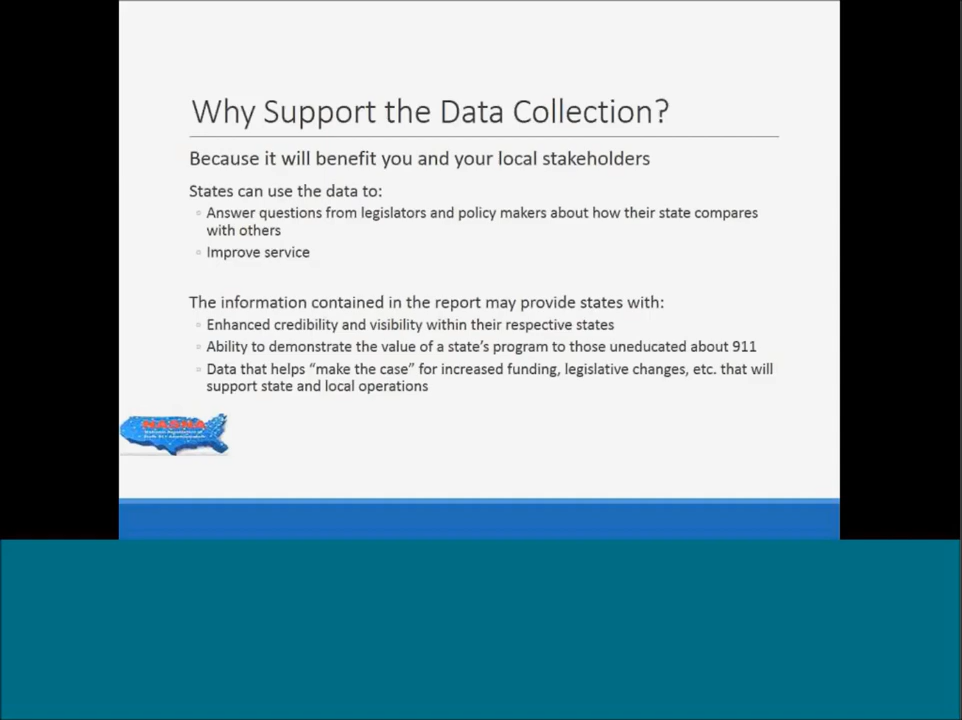 Why Support the Data Collection?
Because it will benefit you and your local stakeholders
States can use the data to:
◦ Answer questions from legislators and policy makers about how their state compares
with others
◦ Improve service
The information contained in the report may provide states with:
◦ Enhanced credibility and visibility within their respective states
◦ Ability to demonstrate the value of a state's program to those uneducated about 911
◦ Data that helps “make the case” for increased funding, legislative changes, etc. that will
support state and local operations
NASNA